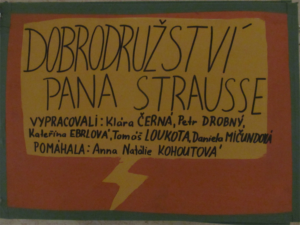 DOBRODRUŽSTVÍ
PANA STRAUSSE
VYPRACOVALI: Klára ČERNÁ, Petr DROBNÝ,
Kateřina EBRLOVÁ, Tomáš LOUKOTA, Daniela MIČUNDOVÁ
POMÁHALA: Anna Natálie KOHOUTOVÁ